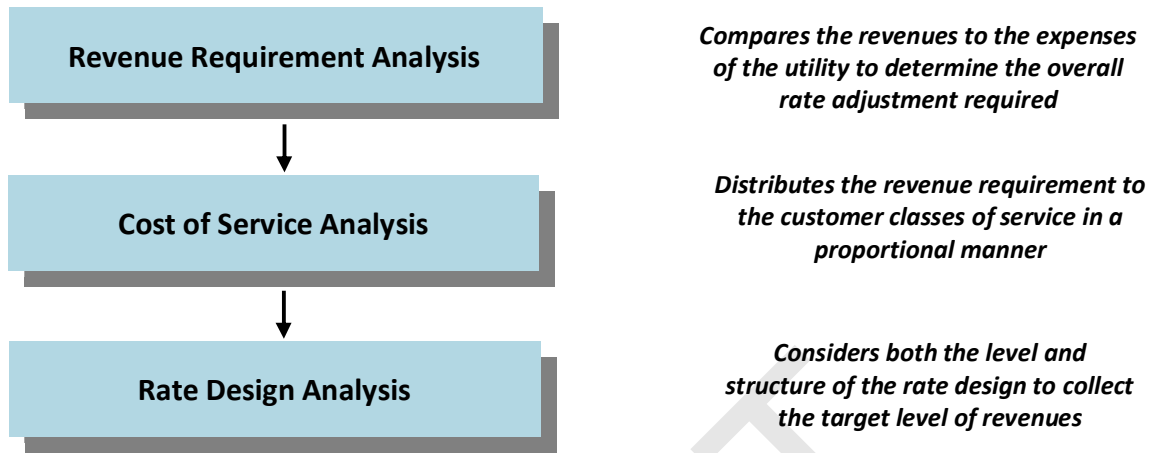 Revenue Requirement Analysis
Compares the revenues to the expenses
of the utility to determine the overall
rate adjustment required
Cost of Service Analysis
Distributes the revenue requirement to
the customer classes of service in a
proportional manner
Rate Design Analysis
Considers both the level and
structure of the rate design to collect
the target level of revenues